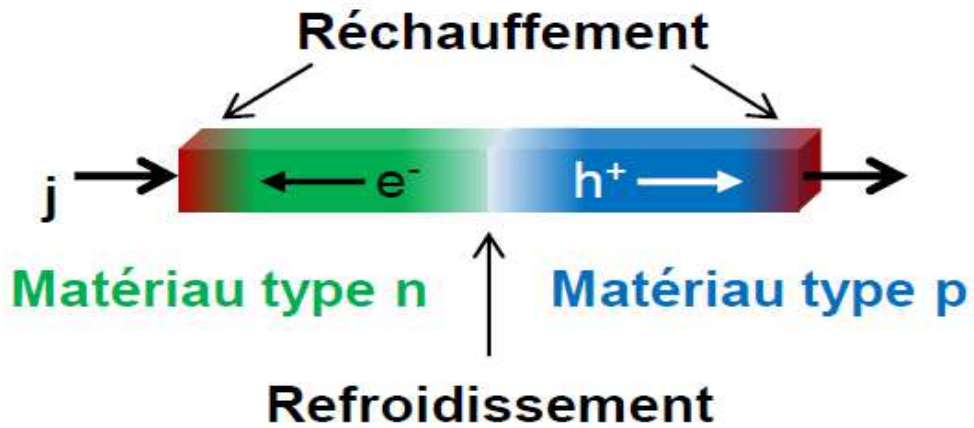 Réchauffement
j
e-
h+
Matériau type n
Matériau type p
Refroidissement